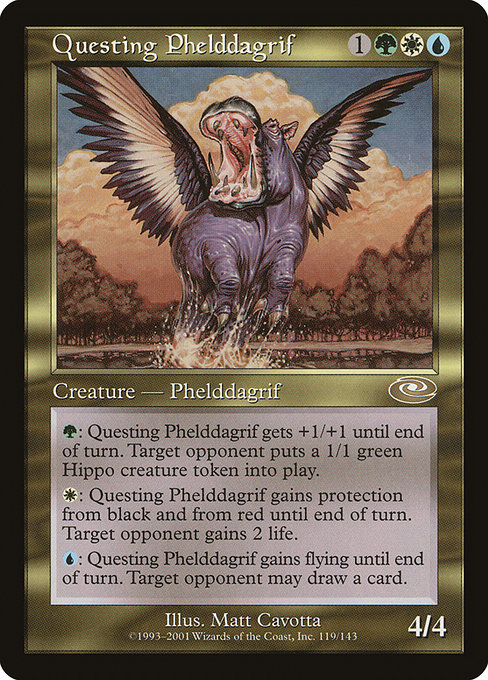 Questing Phelddagrif 1
Creature — Phelddagrif
: Questing Phelddagrif gets +1/+1 until end
of turn. Target opponent puts a 1/1 green
Hippo creature token into play.
: Questing Phelddagrif gains protection
from black and from red until end of turn.
Target opponent gains 2 life.
: Questing Phelddagrif gains flying until end
of turn. Target opponent may draw a card.
Illus. Matt Cavotta
4/4
©1993–2001 Wizards of the Coast, Inc. 119/143